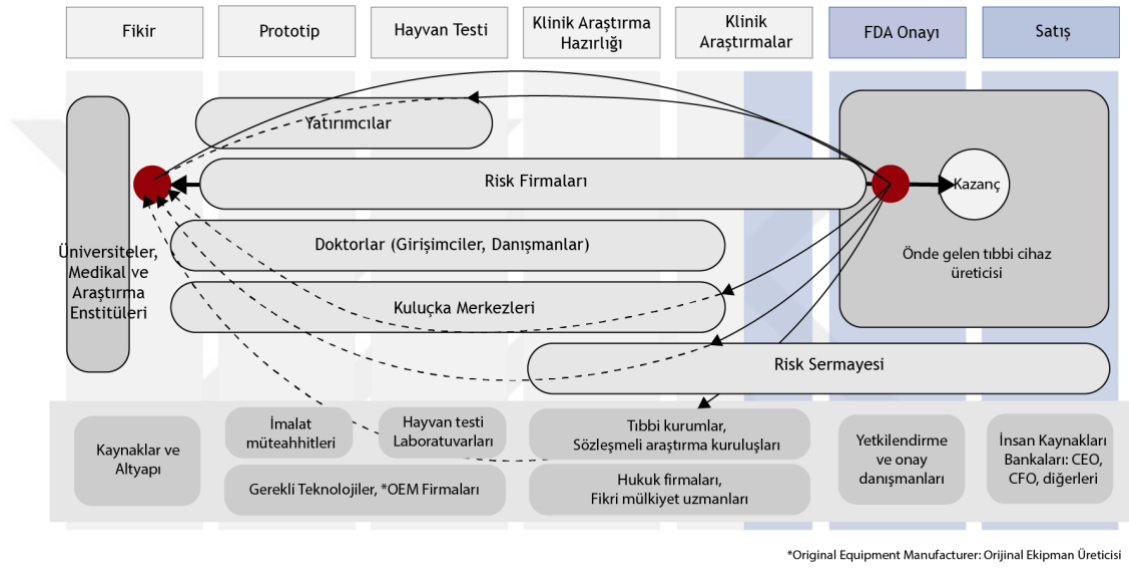 Fikir
Prototip
Hayvan Testi
Klinik Araştırma
Hazırlığı
Klinik
Araştırmalar
FDA Onayı
Satış
Yatırımcılar
Risk Firmaları
Kazanç
Doktorlar (Girişimciler, Danışmanlar)
Üniversiteler,
Medikal ve
Araştırma
Enstitüleri
Önde gelen tıbbi cihaz
üreticisi
Kuluçka Merkezleri
Risk Sermayesi
Kaynaklar ve
Altyapı
İmalat
müteahhitleri
Hayvan testi
Laboratuvarları
Gerekli Teknolojiler, *OEM Firmaları
Tıbbi kurumlar,
Sözleşmeli araştırma kuruluşları
Hukuk firmaları,
Fikri mülkiyet uzmanları
Yetkilendirme
ve onay
danışmanları
İnsan Kaynakları
Bankaları: CEO,
CFO, diğerleri
*Original Equipment Manufacturer: Orijinal Ekipman Üreticisi